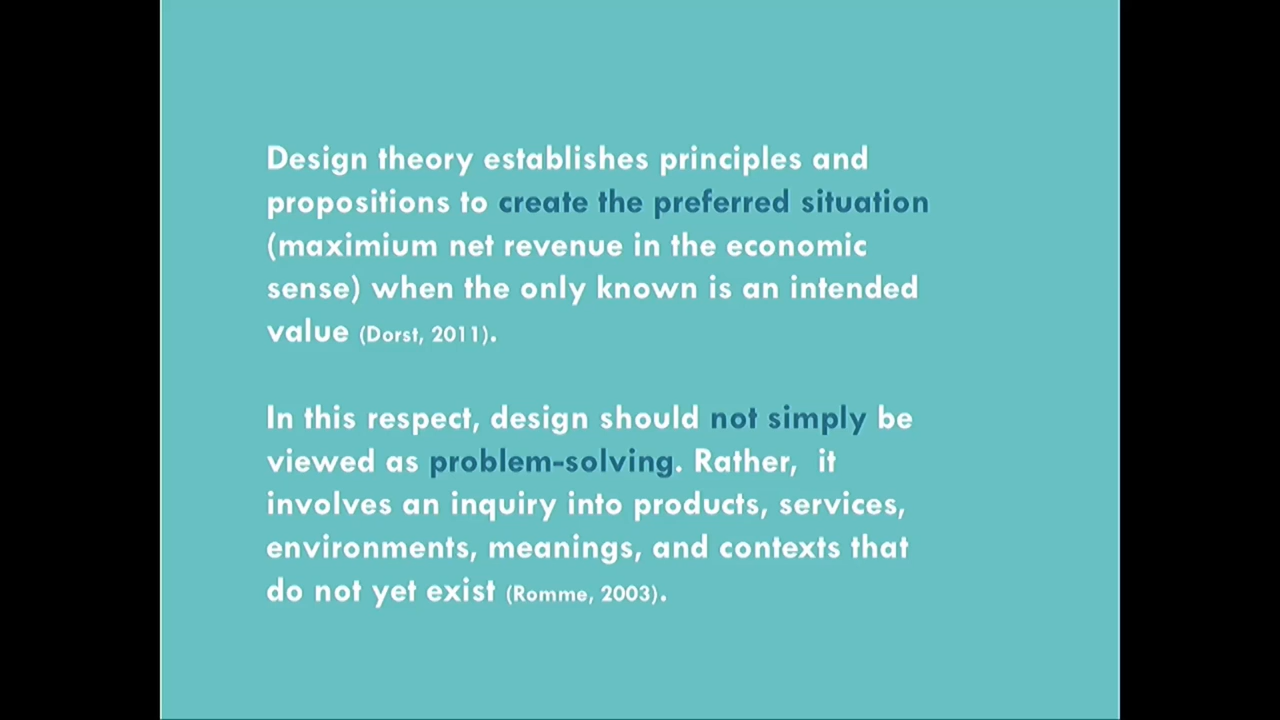 Design theory establishes principles and
propositions to create the preferred situation
(maximium net revenue in the economic
sense) when the only known is an intended
value (Dorst, 2011).
In this respect, design should not simply be
viewed as problem-solving. Rather,  it
involves an inquiry into products, services,
environments, meanings, and contexts that
do not yet exist (Romme, 2003).